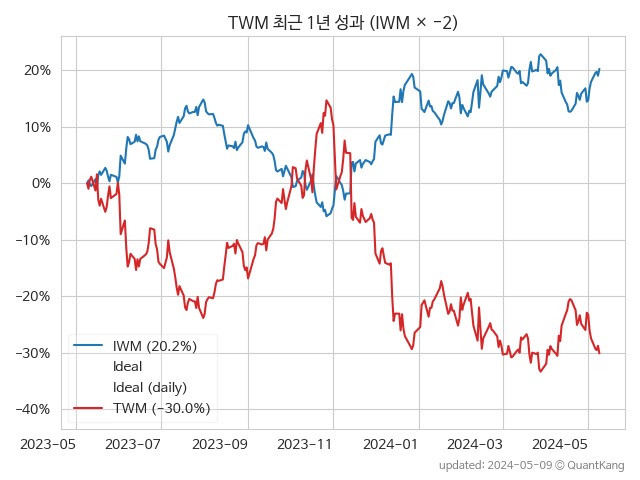 TWM 최근 1년 성과 (IWM × −2)
20%
10%
0%
−10%
−20%
−30%
−40%
IWM (20.2%)
Ideal
Ideal (daily)
TWM (−30.0%)
2023−05
2023−07
2023−09
2023−11
2024−01
2024−03
2024−05
updated: 2024−05−09 © QuantKang